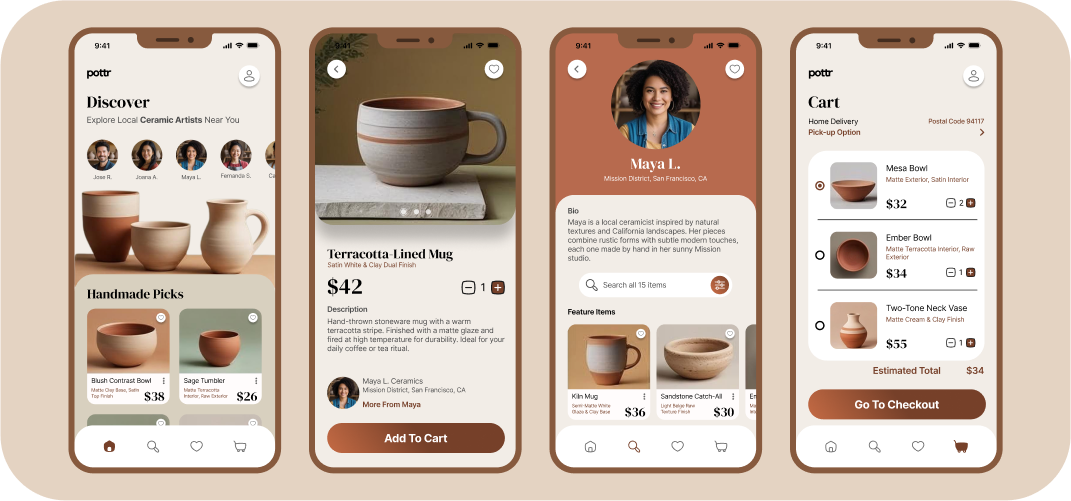 9:41
pottr
Discover
Explore Local Ceramic Artists Near You
Jose R.
Joana A.
Maya L.
Fernanda S.
Ca
Handmade Picks
Blush Contrast Bowl
Matte Clay Base, Satin
Top Finish
$38
Sage Tumbler
Matte Terracotta
Interior, Raw Exterior
$26
9:41
Terracotta-Lined Mug
Satin White & Clay Dual Finish
$42
1
Description
Hand-thrown stoneware mug with a warm
terracotta stripe. Finished with a matte glaze and
fired at high temperature for durability. Ideal for your
daily coffee or tea ritual.
Maya L. Ceramics
Mission District, San Francisco, CA
More From Maya
Add To Cart
9:41
Maya L.
Mission District, San Francisco, CA
Bio
Maya is a local ceramicist inspired by natural
textures and California landscapes. Her pieces
combine rustic forms with subtle modern touches,
each one made by hand in her sunny Mission
studio.
Search all 15 items
Feature Items
Kiln Mug
Semi-Matte White
Glaze & Clay Base
$36
Sandstone Catch-All
Light Beige Raw
Texture Finish
$30
9:41
pottr
Cart
Home Delivery
Postal Code 94117
Pick-up Option
Mesa Bowl
Matte Exterior, Satin Interior
$32
2
Ember Bowl
Matte Terracotta Interior, Raw
Exterior
$34
1
Two-Tone Neck Vase
Matte Cream & Clay Finish
$55
1
Estimated Total $34
Go To Checkout